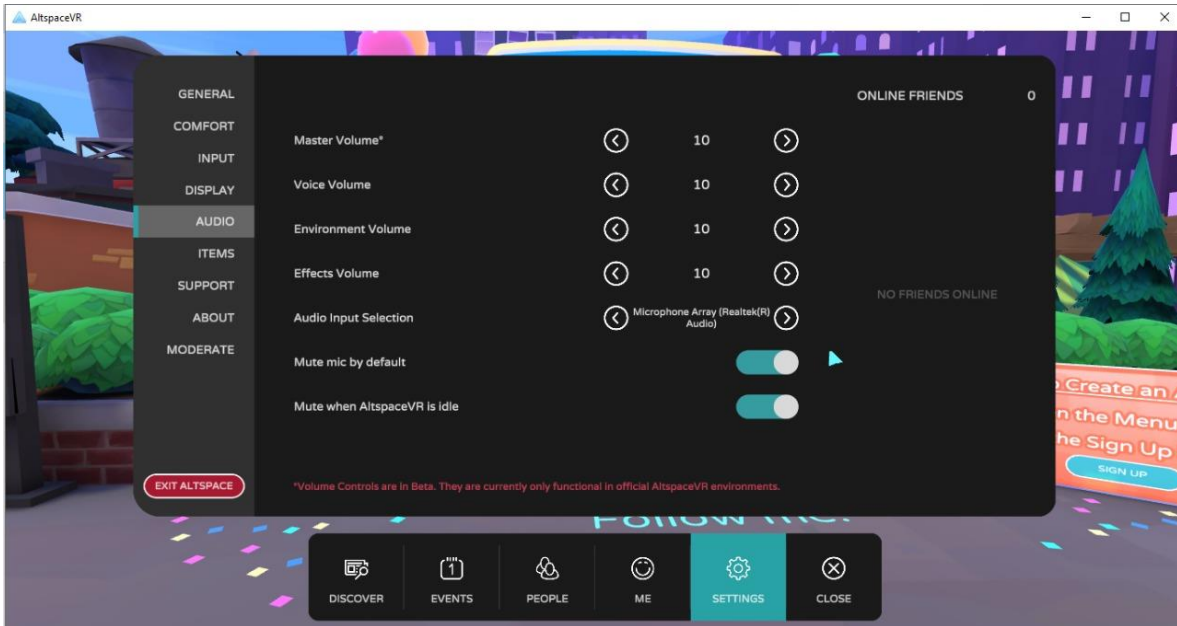 AltspaceVR
GENERAL
COMFORT
INPUT
DISPLAY
AUDIO
ITEMS
SUPPORT
ABOUT
MODERATE
EXIT ALTSPACE
Master Volume* 10
Voice Volume 10
Environment Volume 10
Effects Volume 10
Audio Input Selection Microphone Array (Realtek(R)
Audio)
Mute mic by default
Mute when AltspaceVR is idle
*Volume Controls are in Beta. They are currently only functional in official AltspaceVR environments.
ONLINE FRIENDS 0
NO FRIENDS ONLINE
Create an
the Menu
Sign Up
SIGN UP
Follow me!
1
DISCOVER EVENTS PEOPLE ME SETTINGS CLOSE